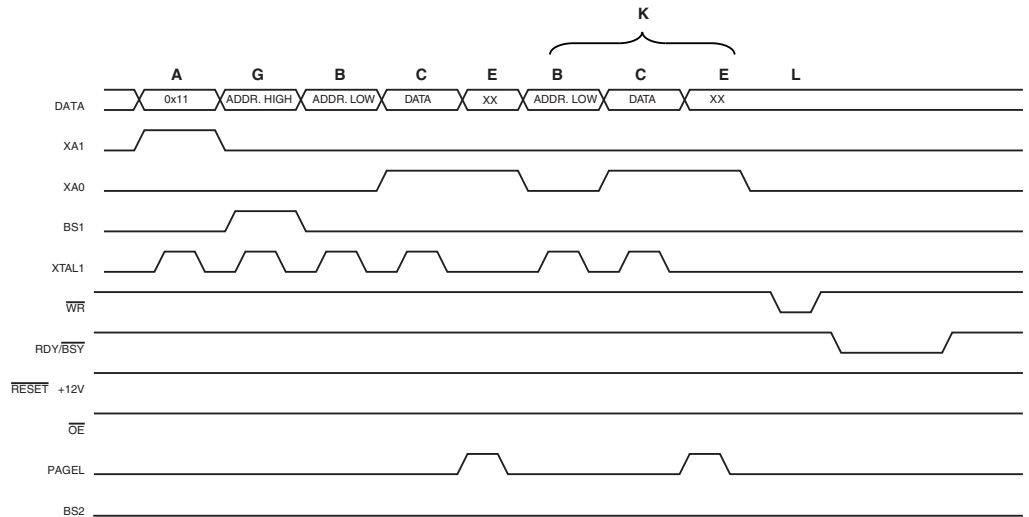 K
A G B C E B C E L
DATA 0x11 ADDR. HIGH ADDR. LOW DATA XX ADDR. LOW DATA XX
XA1
XA0
BS1
XTAL1
WR
RDY/BSY
RESET +12V
OE
PAGEL
BS2